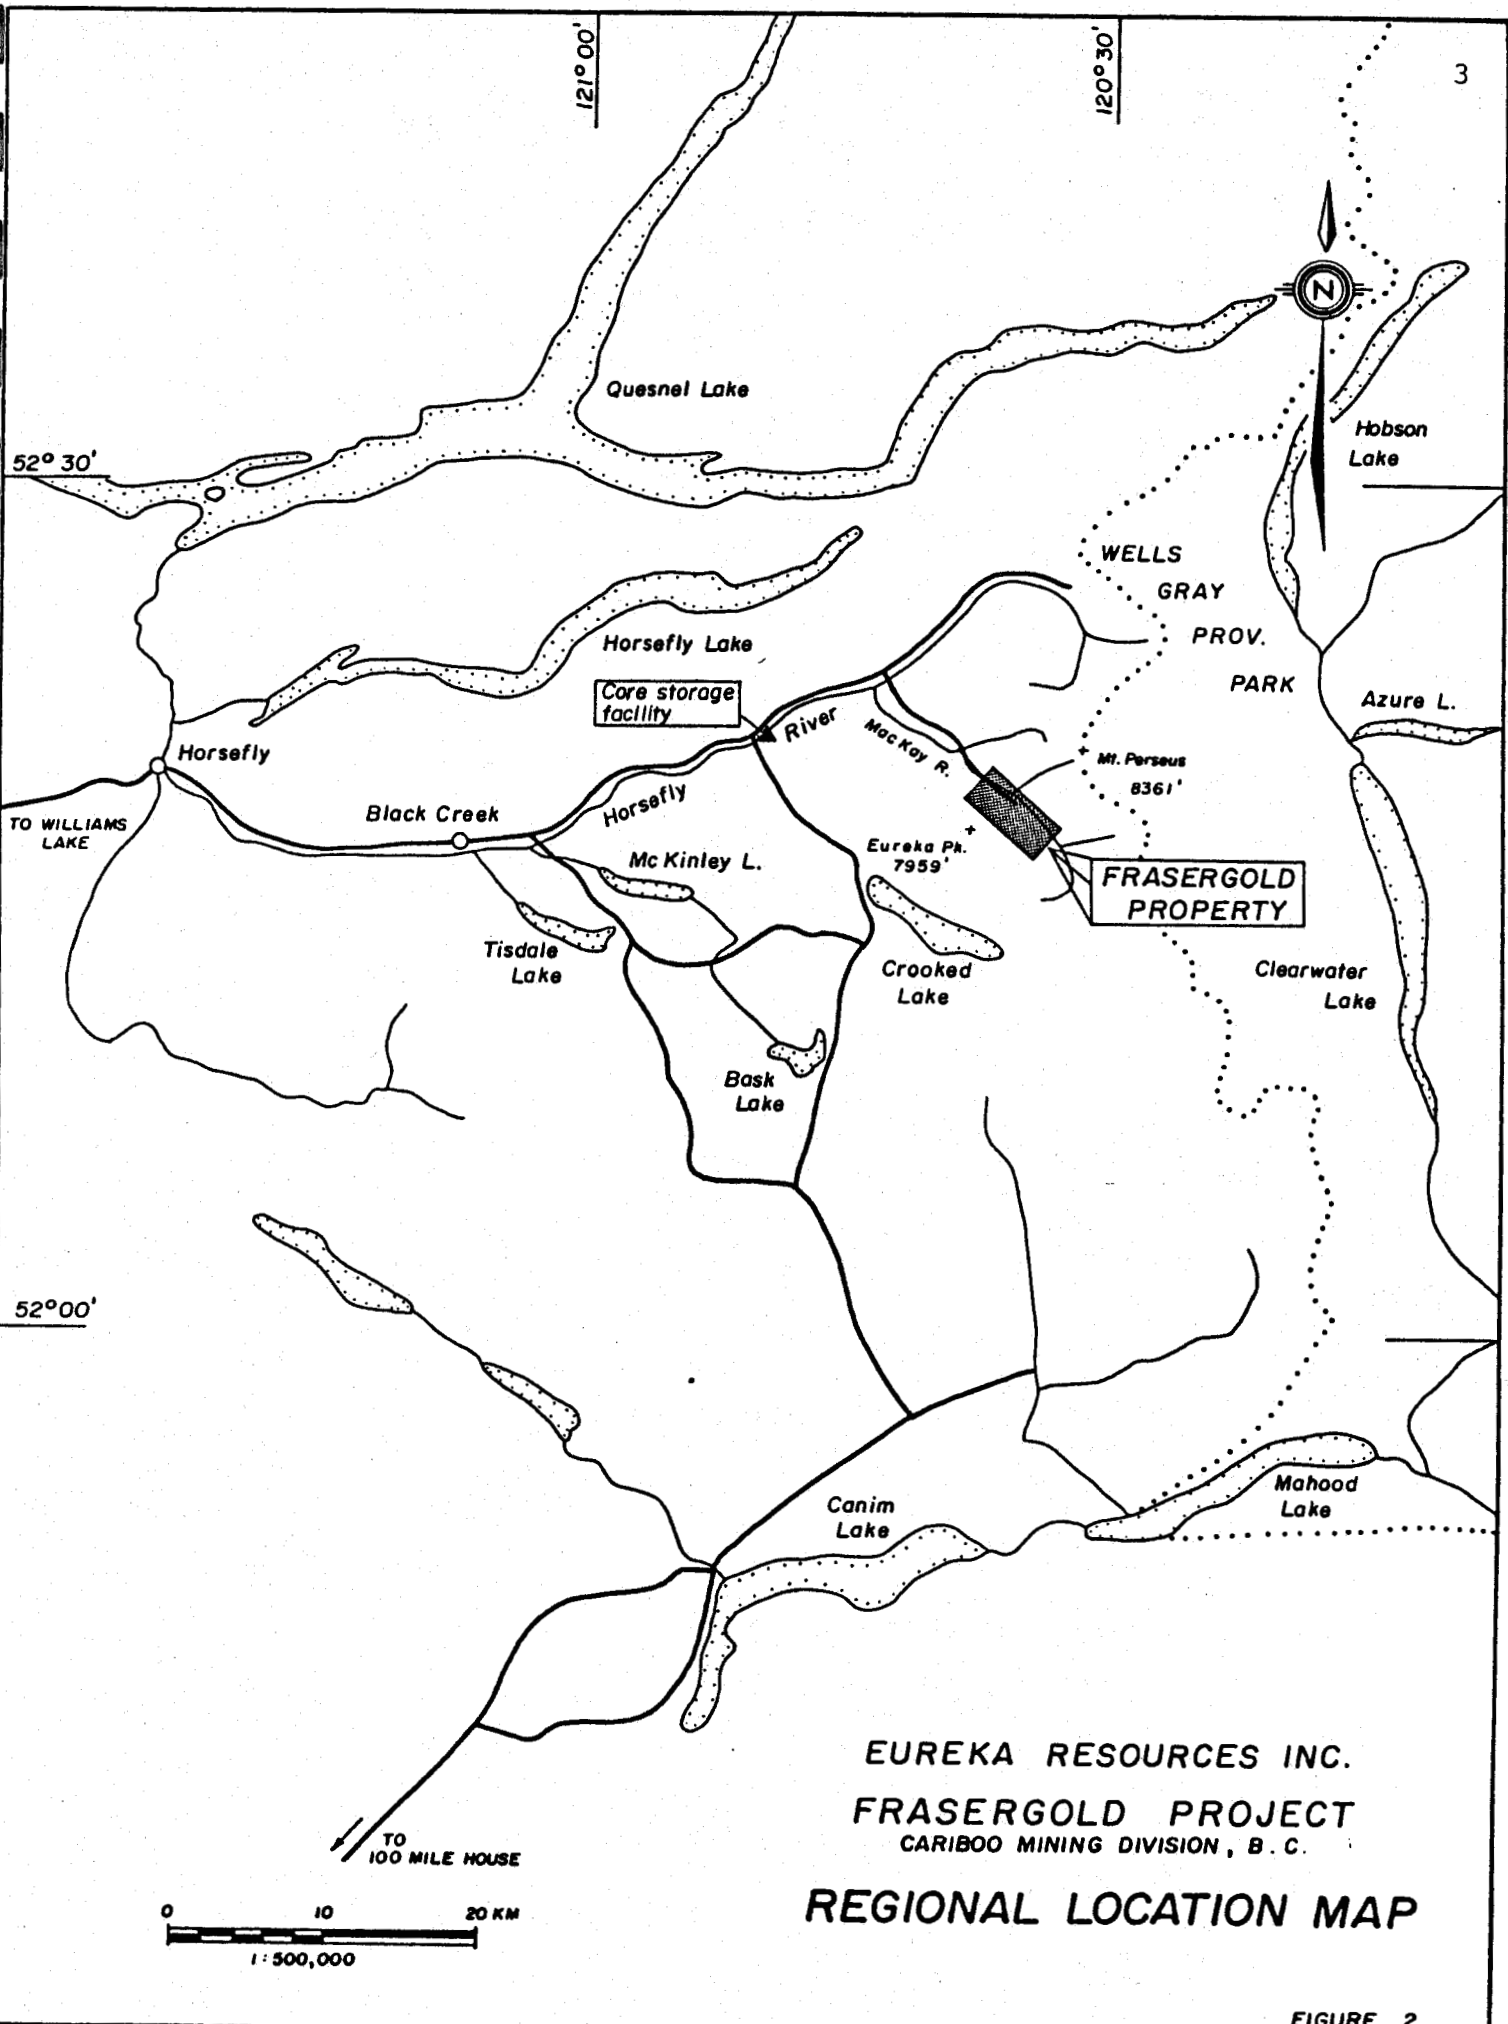 3
121° 00'
120° 30'
N
Quesnel Lake
Hobson
Lake
52° 30'
WELLS
GRAY
PROV.
PARK
Horsefly Lake
Core storage
facility
River
MacKay R.
Azure L.
Mt. Perseus
8361'
Horsefly
TO WILLIAMS
LAKE
Black Creek
Horsefly
Mc Kinley L.
Eureka Pk.
7959'
FRASERGOLD
PROPERTY
Tisdale
Lake
Crooked
Lake
Clearwater
Lake
Bask
Lake
52°00'
Mahood
Lake
Canim
Lake
EUREKA RESOURCES INC.
FRASERGOLD PROJECT
CARIBOO MINING DIVISION, B.C.
REGIONAL LOCATION MAP
TO
100 MILE HOUSE
0 10 20 KM
1:500,000
FIGURE 2